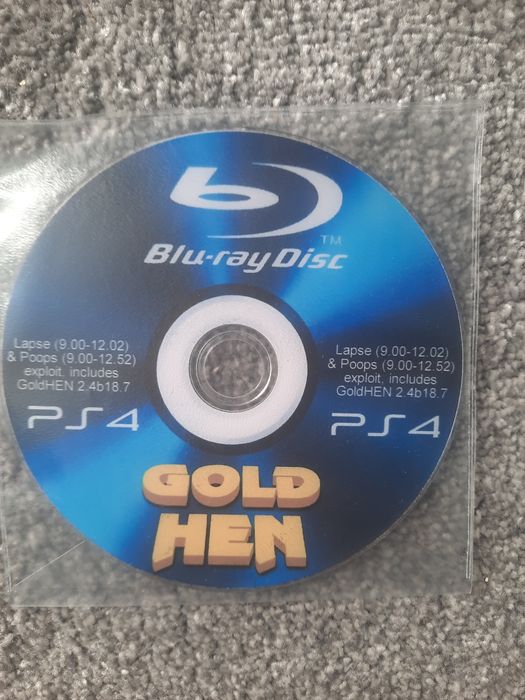 TM
Blu-ray Disc
Lapse (9.00-12.02)
& Poops (9.00-12.52)
exploit. includes
GoldHEN 2.4b18.7
PS4
Lapse (9.00-12.02)
& Poops (9.00-12.52)
exploit. includes
GoldHEN 2.4b18.7
PS4
GOLD
HEN